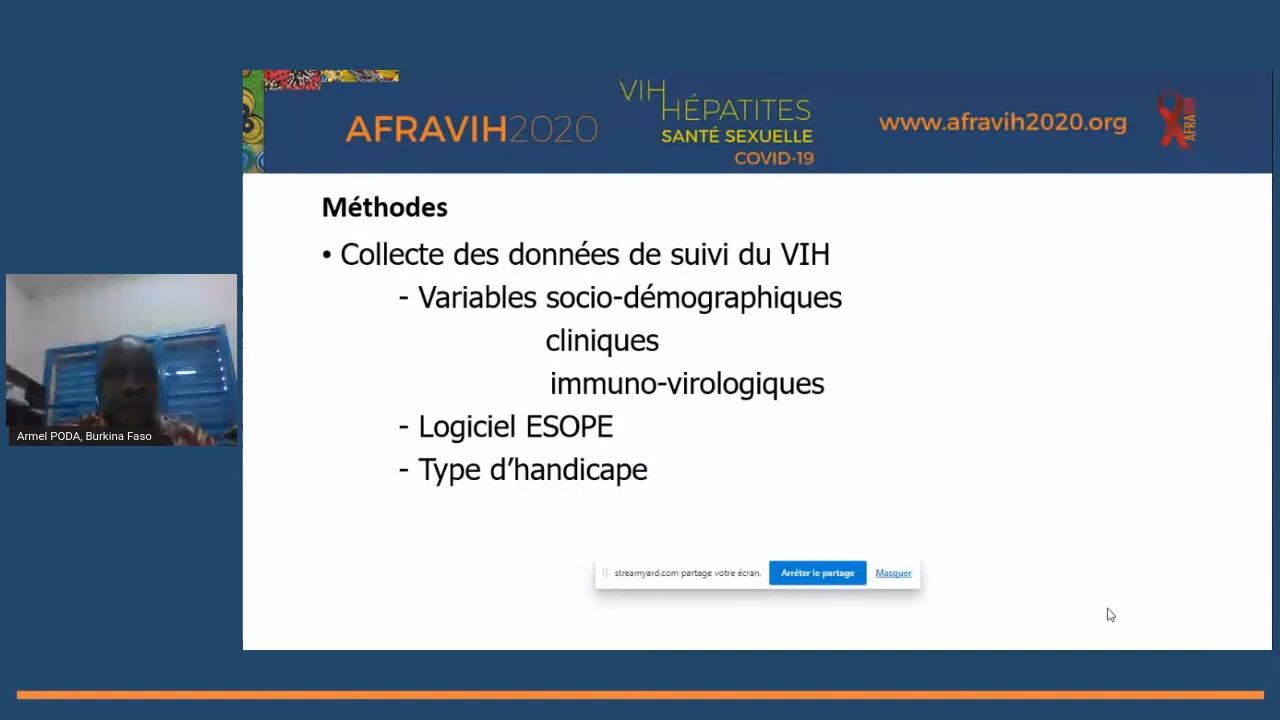 AFRAVIH2020
VIH
HÉPATITES
SANTÉ SEXUELLE
COVID-19
www.afravih2020.org
AFRAVIH
Méthodes
• Collecte des données de suivi du VIH
- Variables socio-démographiques
cliniques
immuno-virologiques
- Logiciel ESOPE
- Type d’handicape
Armel PODA, Burkina Faso
streamyard.com partage votre écran.
Arrêter le partage
Masquer